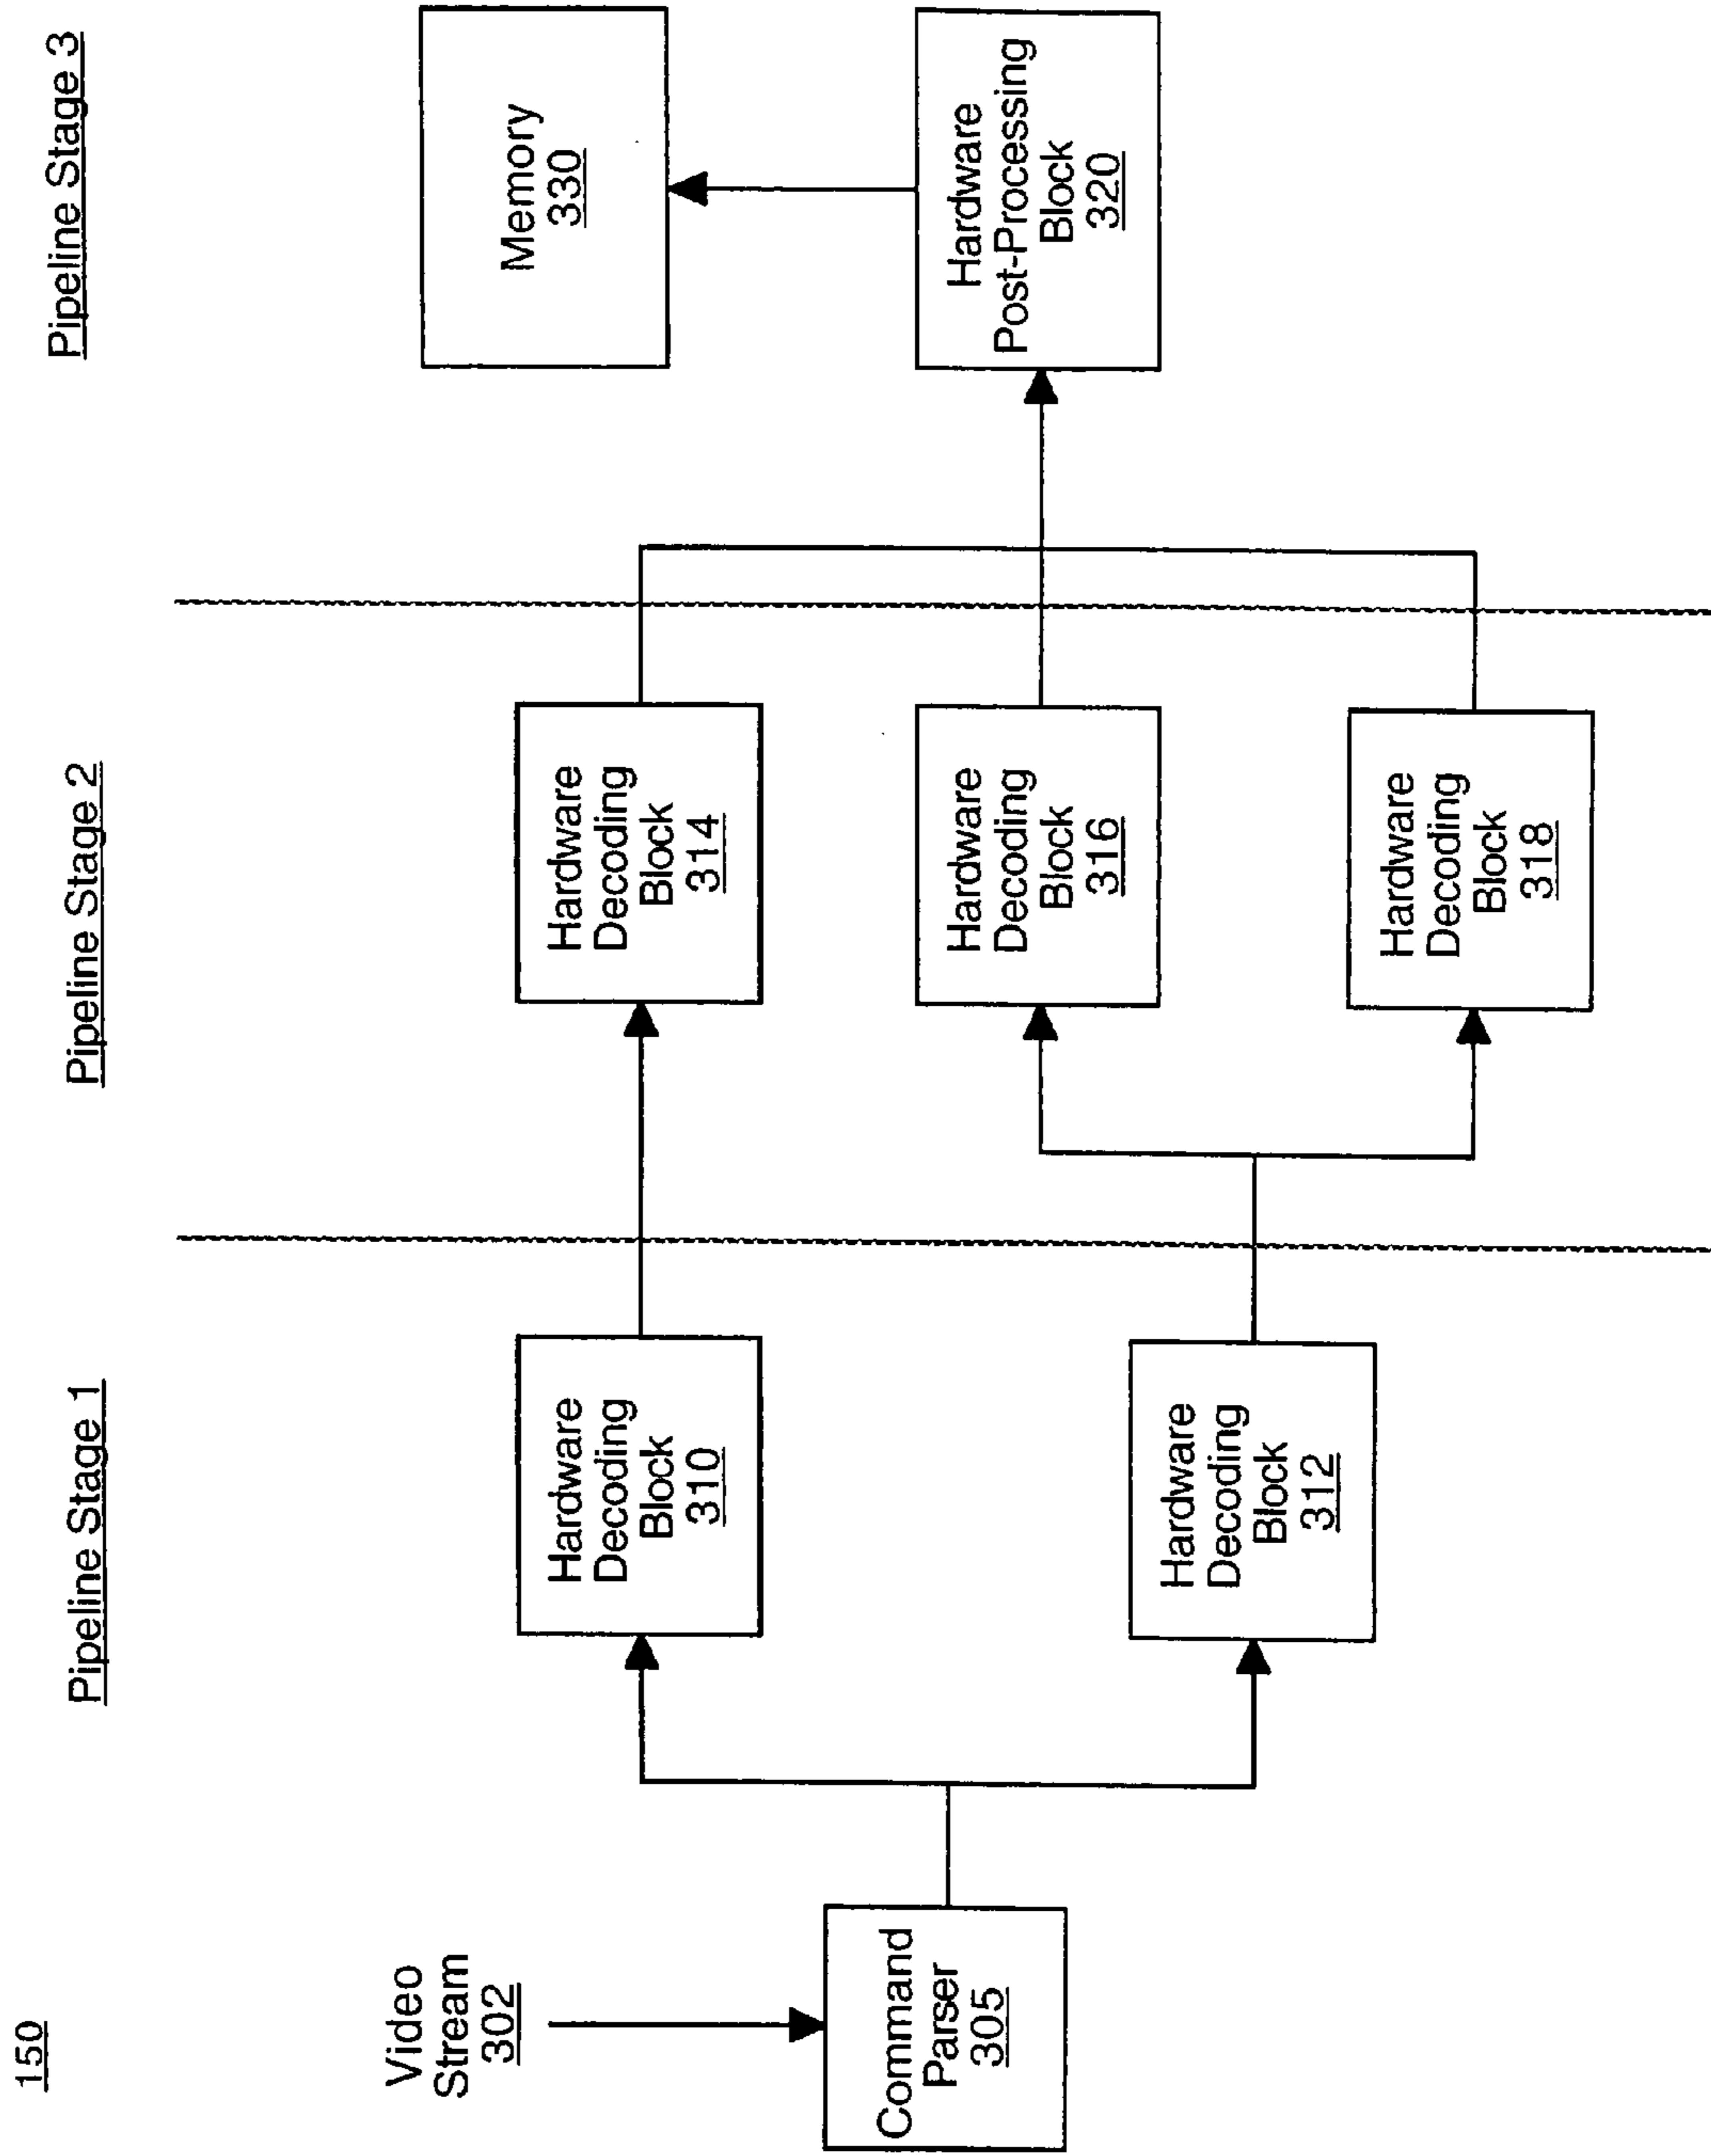 150
Pipeline Stage 1
Pipeline Stage 2
Pipeline Stage 3
Video
Stream
302
Command
Parser
305
Hardware
Decoding
Block
310
Hardware
Decoding
Block
312
Hardware
Decoding
Block
314
Hardware
Decoding
Block
316
Hardware
Decoding
Block
318
Memory
330
Hardware
Post-Processing
Block
320